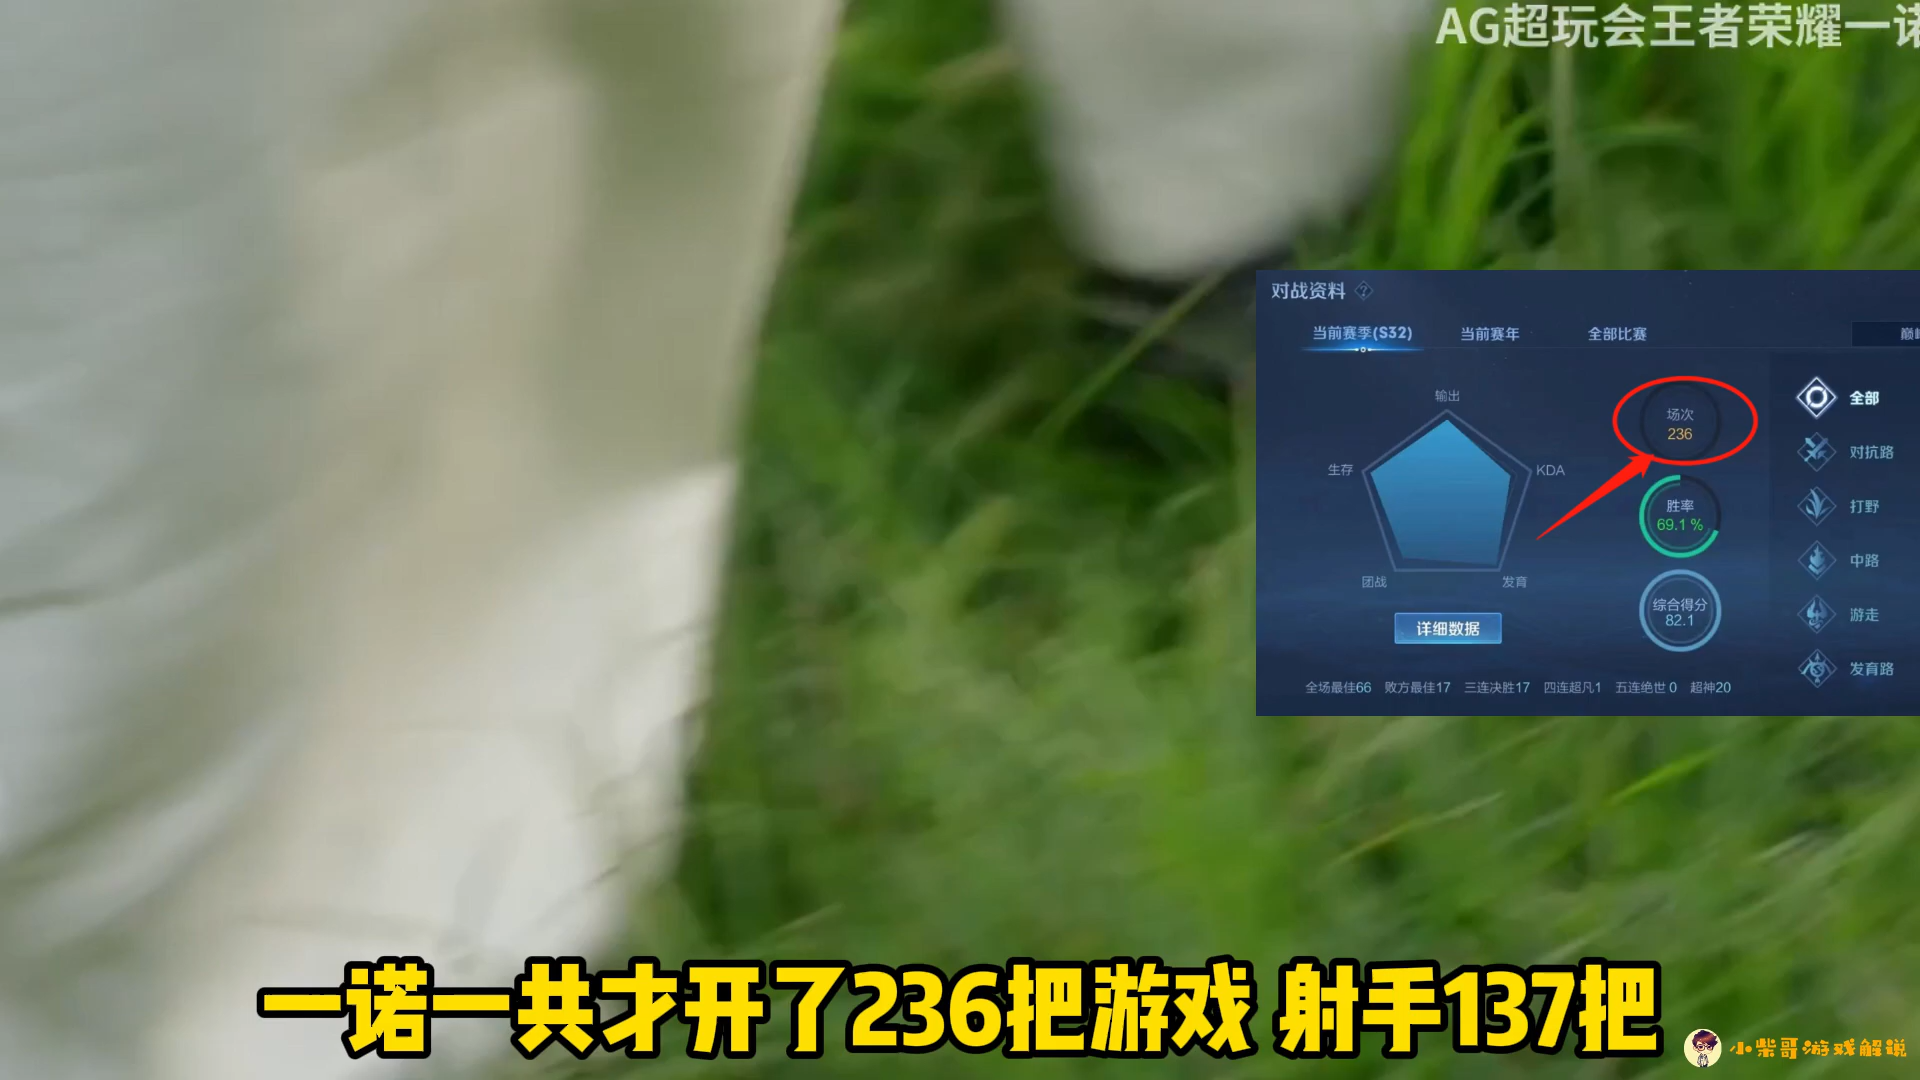 AG超玩会王者荣耀一诺
对战资料
当前赛季(S32) 当前赛年 全部比赛
巅
输出
场次
236
全部
生存
KDA
对抗路
胜率
69.1%
打野
中路
团战
发育
综合得分
82.1
游走
详细数据
发育路
全场最佳66 败方最佳17 三连决胜17 四连超凡1 五连绝世0 超神20
一诺一共才开了236把游戏 射手137把
小柴哥游戏解说